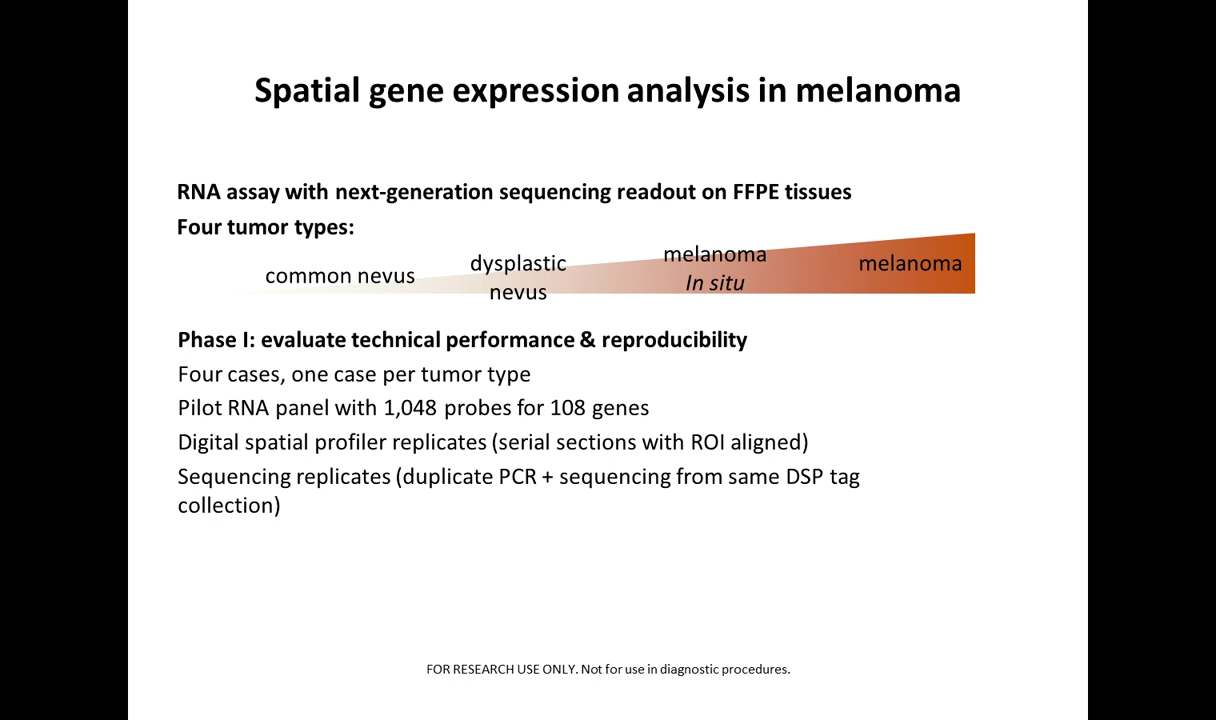 Spatial gene expression analysis in melanoma
RNA assay with next-generation sequencing readout on FFPE tissues
Four tumor types:
common nevus
dysplastic
nevus
melanoma
In situ
melanoma
Phase I: evaluate technical performance & reproducibility
Four cases, one case per tumor type
Pilot RNA panel with 1,048 probes for 108 genes
Digital spatial profiler replicates (serial sections with ROI aligned)
Sequencing replicates (duplicate PCR + sequencing from same DSP tag
collection)
FOR RESEARCH USE ONLY. Not for use in diagnostic procedures.